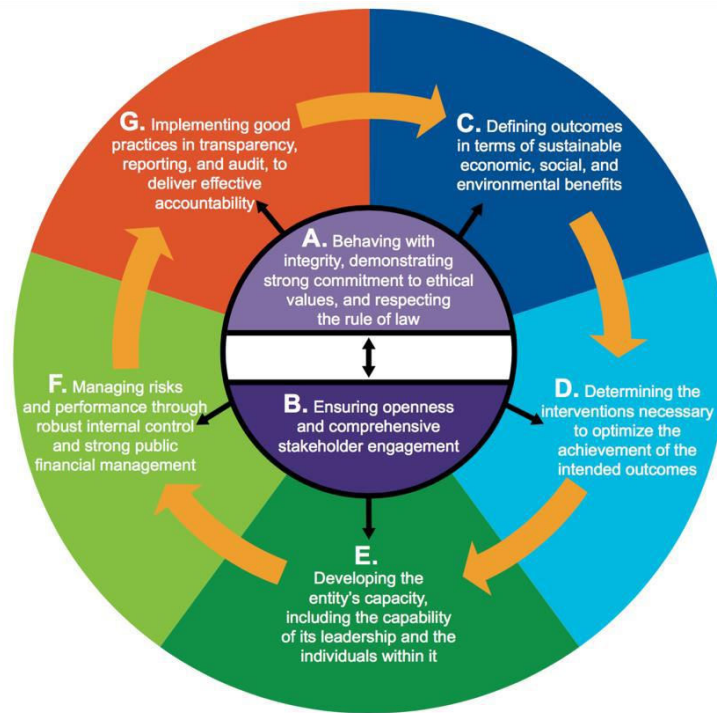 A. Behaving with
integrity, demonstrating
strong commitment to ethical
values, and respecting
the rule of law
B. Ensuring openness
and comprehensive
stakeholder engagement
C. Defining outcomes
in terms of sustainable
economic, social, and
environmental benefits
D. Determining the
interventions necessary
to optimize the
achievement of the
intended outcomes
E.
Developing the
entity's capacity,
including the capability
of its leadership and the
individuals within it
F. Managing risks
and performance through
robust internal control
and strong public
financial management
G. Implementing good
practices in transparency,
reporting, and audit, to
deliver effective
accountability